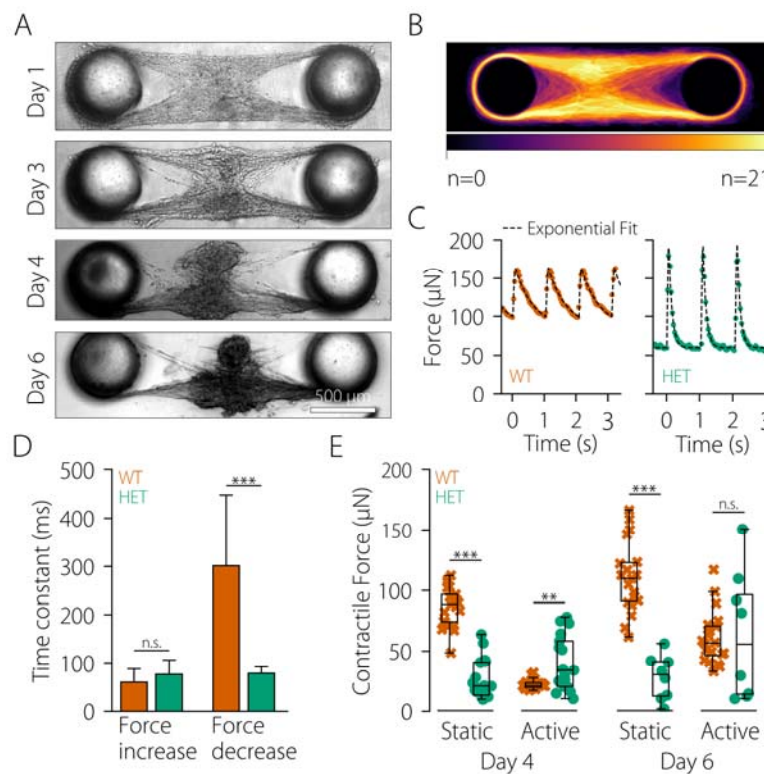 A
Day 1
Day 3
Day 4
Day 6
500 µm
B
n=0
n=21
C
--- Exponential Fit
Force (µN)
200
150
100
50
0
WT
HET
0 1 2 3
0 1 2 3
Time (s)
Time (s)
D
WT
HET
Time constant (ms)
500
400
300
200
100
0
n.s.
***
Force increase
Force decrease
E
WT
HET
Contractile Force (µN)
200
150
100
50
0
***
**
***
n.s.
Static Active Static Active
Day 4 Day 6